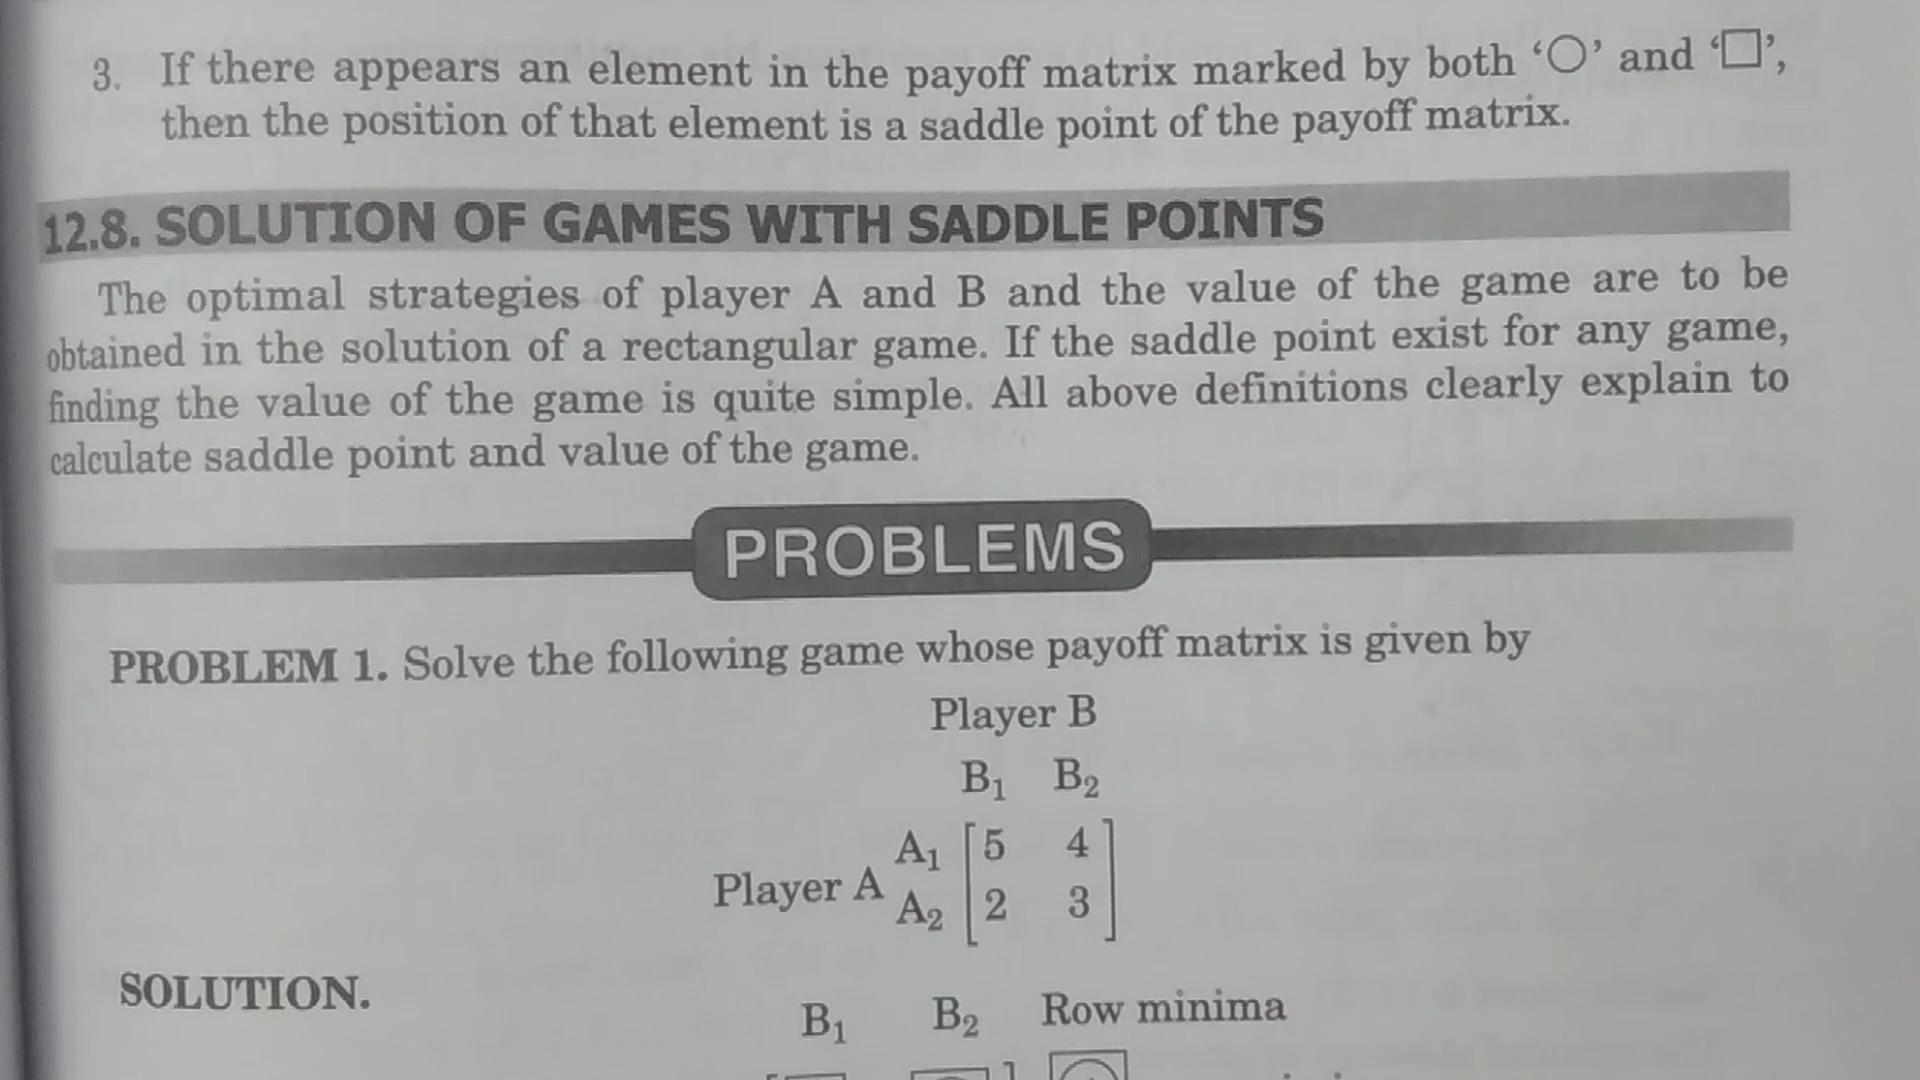 3. If there appears an element in the payoff matrix marked by both ‘○’ and ‘□’,
then the position of that element is a saddle point of the payoff matrix.
12.8. SOLUTION OF GAMES WITH SADDLE POINTS
The optimal strategies of player A and B and the value of the game are to be
obtained in the solution of a rectangular game. If the saddle point exist for any game,
finding the value of the game is quite simple. All above definitions clearly explain to
calculate saddle point and value of the game.
PROBLEMS
PROBLEM 1. Solve the following game whose payoff matrix is given by
Player B
B₁ B₂
A₁ [5 4]
Player A
A₂ [2 3]
SOLUTION.
B₁ B₂ Row minima